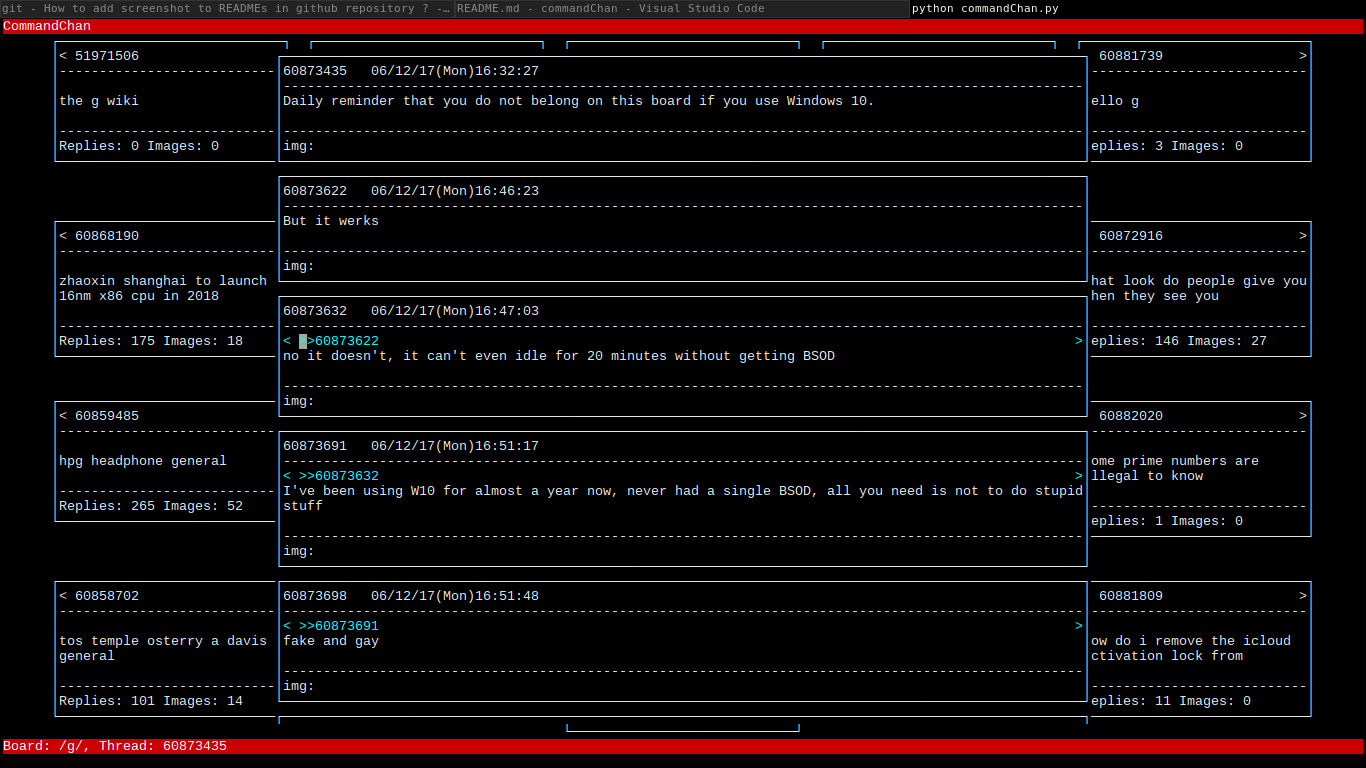 git - How to add screenshot to READMEs in github repository ? -…
README.md - commandChan - Visual Studio Code
python commandChan.py
CommandChan
< 51971506
the g wiki
Replies: 0 Images: 0
60873435 06/12/17(Mon)16:32:27
Daily reminder that you do not belong on this board if you use Windows 10.
img:
60881739 >
ello g
eplies: 3 Images: 0
60873622 06/12/17(Mon)16:46:23
But it werks
img:
< 60868190
zhaoxin shanghai to launch
16nm x86 cpu in 2018
Replies: 175 Images: 18
60873632 06/12/17(Mon)16:47:03
< >>60873622 >
no it doesn't, it can't even idle for 20 minutes without getting BSOD
img:
60872916 >
hat look do people give you
hen they see you
eplies: 146 Images: 27
< 60859485
hpg headphone general
Replies: 265 Images: 52
60873691 06/12/17(Mon)16:51:17
< >>60873632 >
I've been using W10 for almost a year now, never had a single BSOD, all you need is not to do stupid
stuff
img:
60882020 >
ome prime numbers are
llegal to know
eplies: 1 Images: 0
< 60858702
tos temple osterry a davis
general
Replies: 101 Images: 14
60873698 06/12/17(Mon)16:51:48
< >>60873691 >
fake and gay
img:
60881809 >
ow do i remove the icloud
ctivation lock from
eplies: 11 Images: 0
Board: /g/, Thread: 60873435